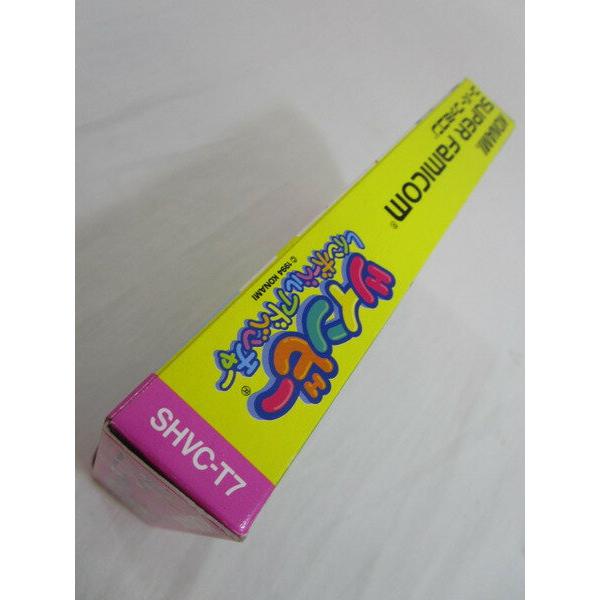 KONAMI
スーパーファミコン
SUPER FAMICOM®
ツインビー®
レインボーベルアドベンチャー
© 1994 KONAMI
SHVC-T7